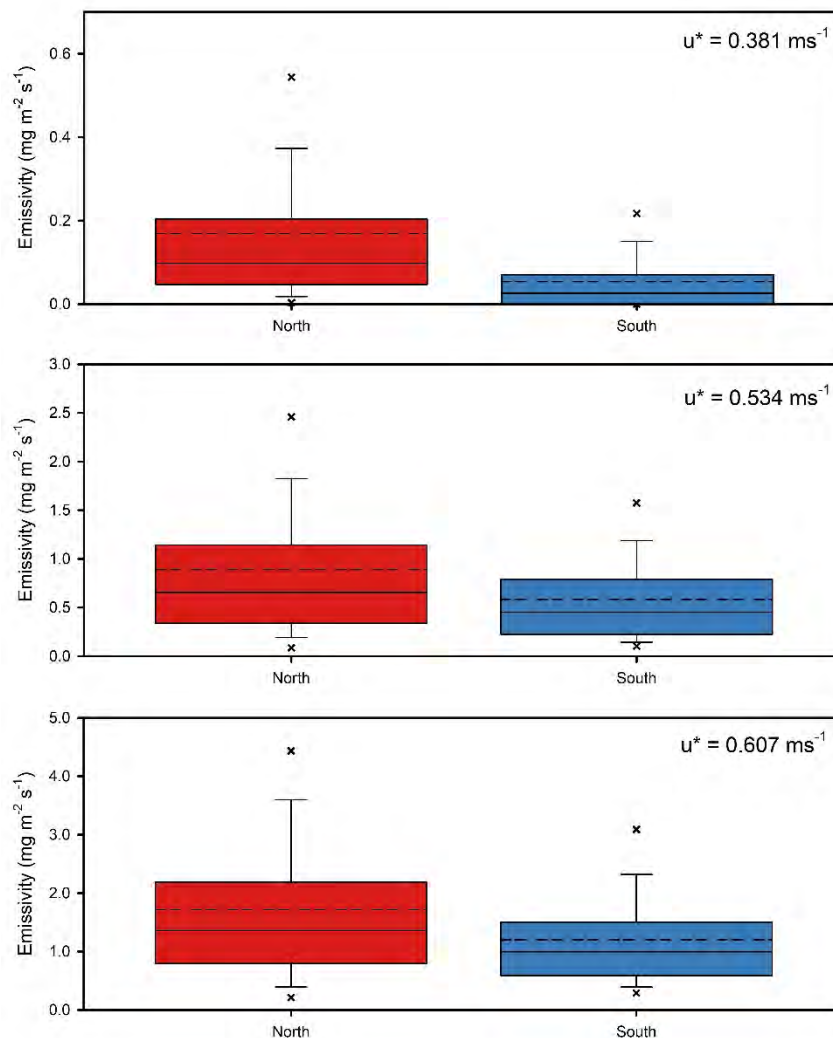 u* = 0.381 ms⁻¹
Emissivity (mg m⁻² s⁻¹)
0.6
0.4
0.2
0.0
North South
u* = 0.534 ms⁻¹
Emissivity (mg m⁻² s⁻¹)
3.0
2.5
2.0
1.5
1.0
0.5
0.0
North South
u* = 0.607 ms⁻¹
Emissivity (mg m⁻² s⁻¹)
5.0
4.0
3.0
2.0
1.0
0.0
North South